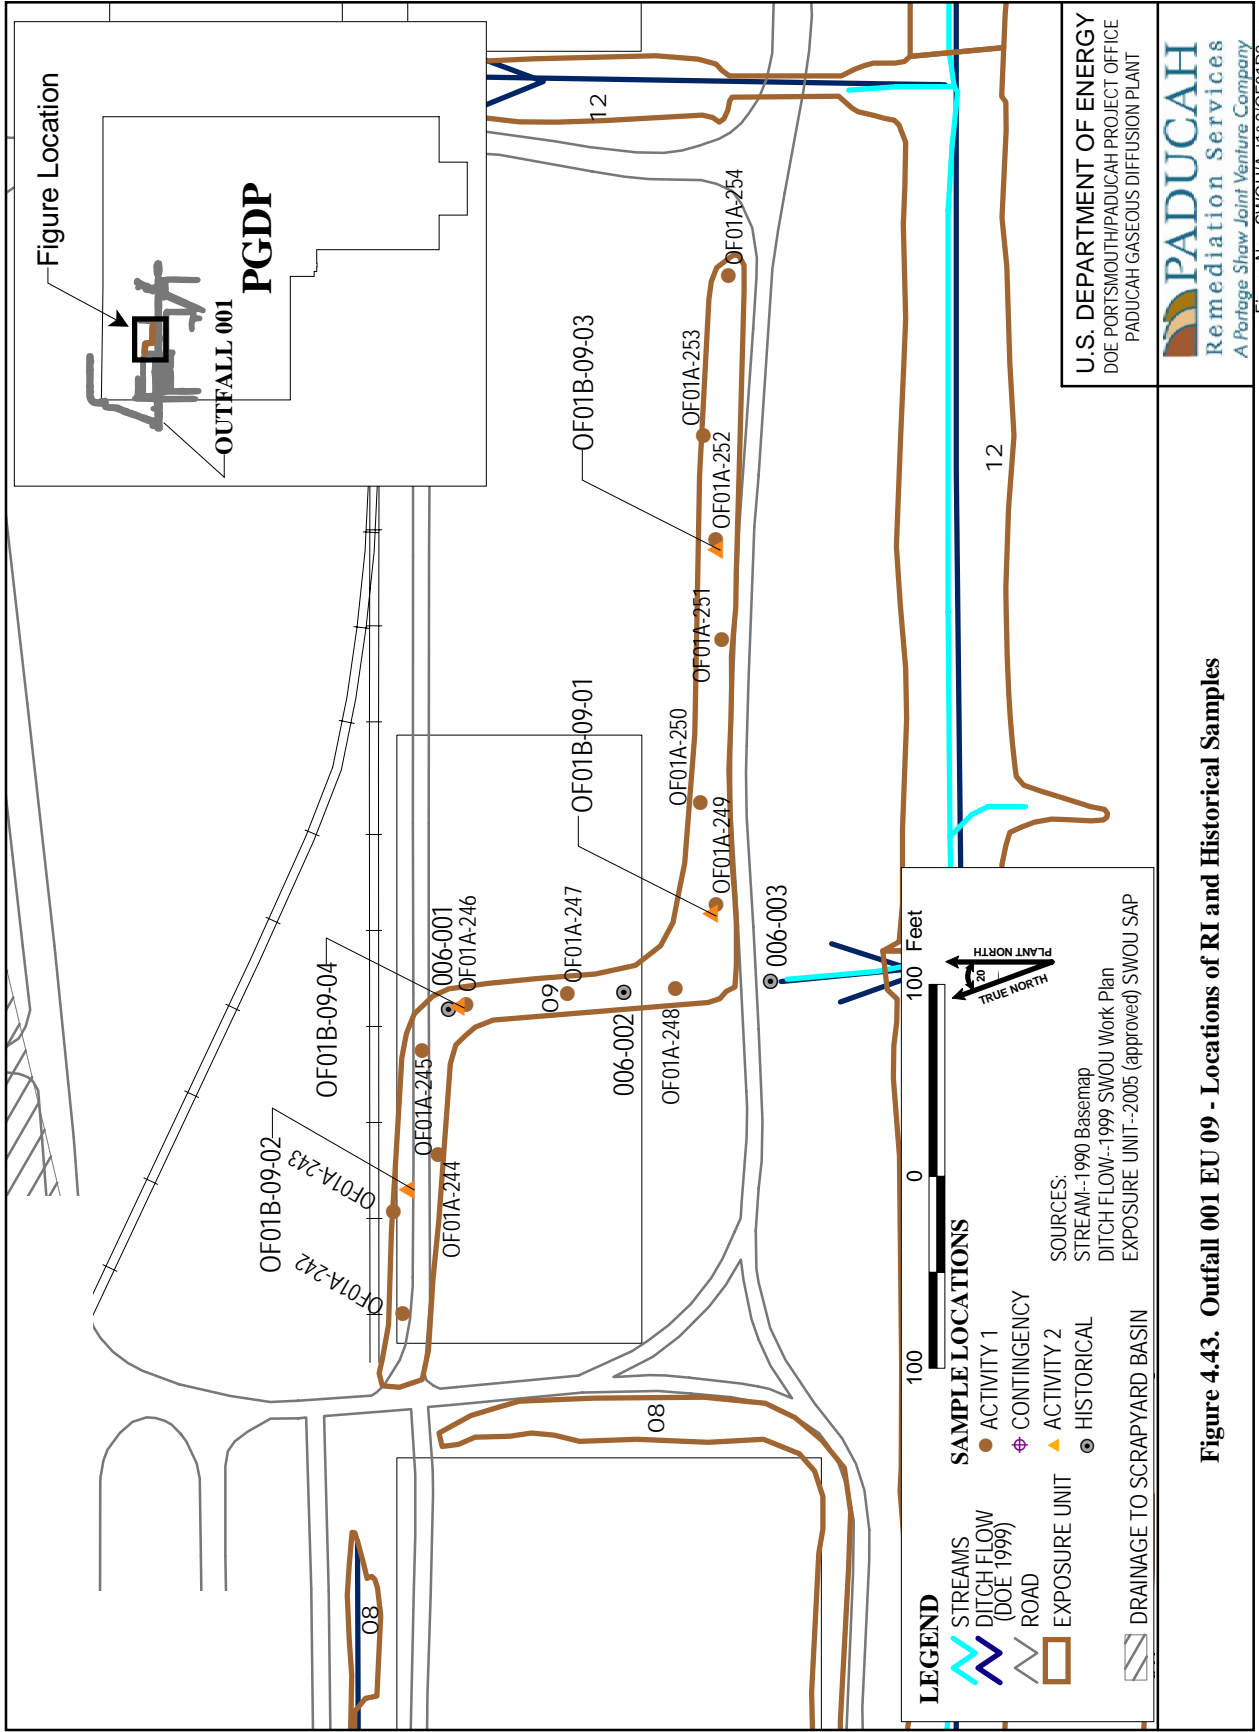 Figure Location
PGDP
OUTFALL 001
12
OF01A-254
OF01A-253
OF01B-09-03
OF01A-252
OF01A-251
OF01B-09-01
OF01A-250
OF01A-249
OF01B-09-04
006-001
OF01A-246
OF01A-247
09
006-002
OF01A-248
006-003
OF01B-09-02
OF01A-243
OF01A-245
OF01A-242
OF01A-244
08
08
12
LEGEND
STREAMS
DITCH FLOW
(DOE 1999)
ROAD
EXPOSURE UNIT
DRAINAGE TO SCRAPYARD BASIN
SAMPLE LOCATIONS
ACTIVITY 1
CONTINGENCY
ACTIVITY 2
HISTORICAL
100 0 100 Feet
PLANT NORTH
20
TRUE NORTH
SOURCES:
STREAM--1990 Basemap
DITCH FLOW--1999 SWOU Work Plan
EXPOSURE UNIT--2005 (approved) SWOU SAP
U.S. DEPARTMENT OF ENERGY
DOE PORTSMOUTH/PADUCAH PROJECT OFFICE
PADUCAH GASEOUS DIFFUSION PLANT
PADUCAH
Remediation Services
A Portage Shaw Joint Venture Company
Figure 4.43. Outfall 001 EU 09 - Locations of RI and Historical Samples